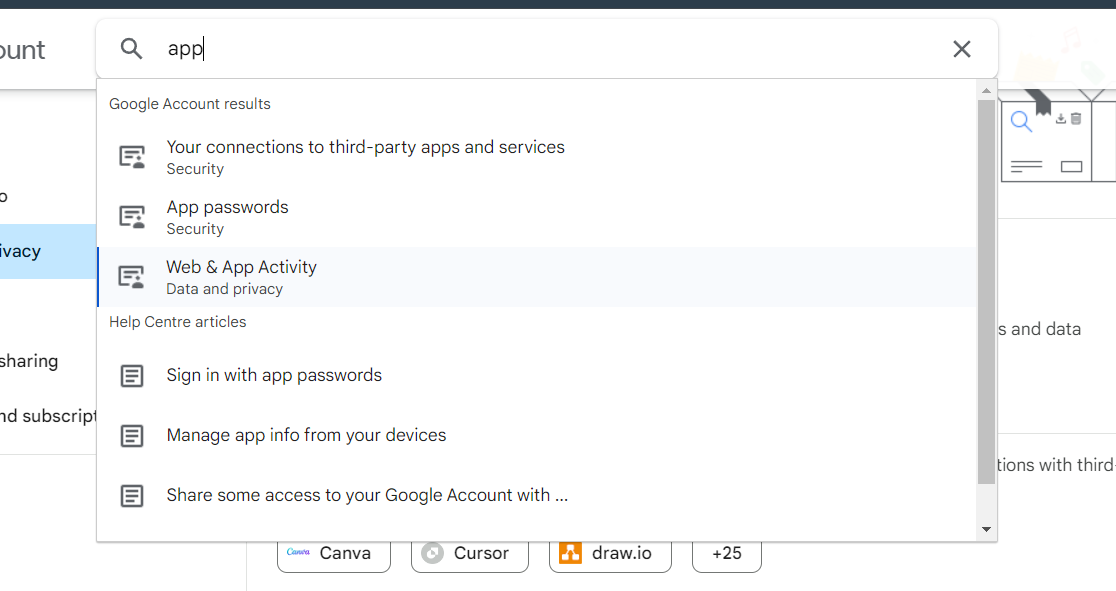 ount
app
Google Account results
Your connections to third-party apps and services
Security
App passwords
Security
ivacy
Web & App Activity
Data and privacy
Help Centre articles
s and data
sharing
Sign in with app passwords
nd subscript
Manage app info from your devices
tions with third-
Share some access to your Google Account with ...
Canva Canva
Cursor
draw.io
+25